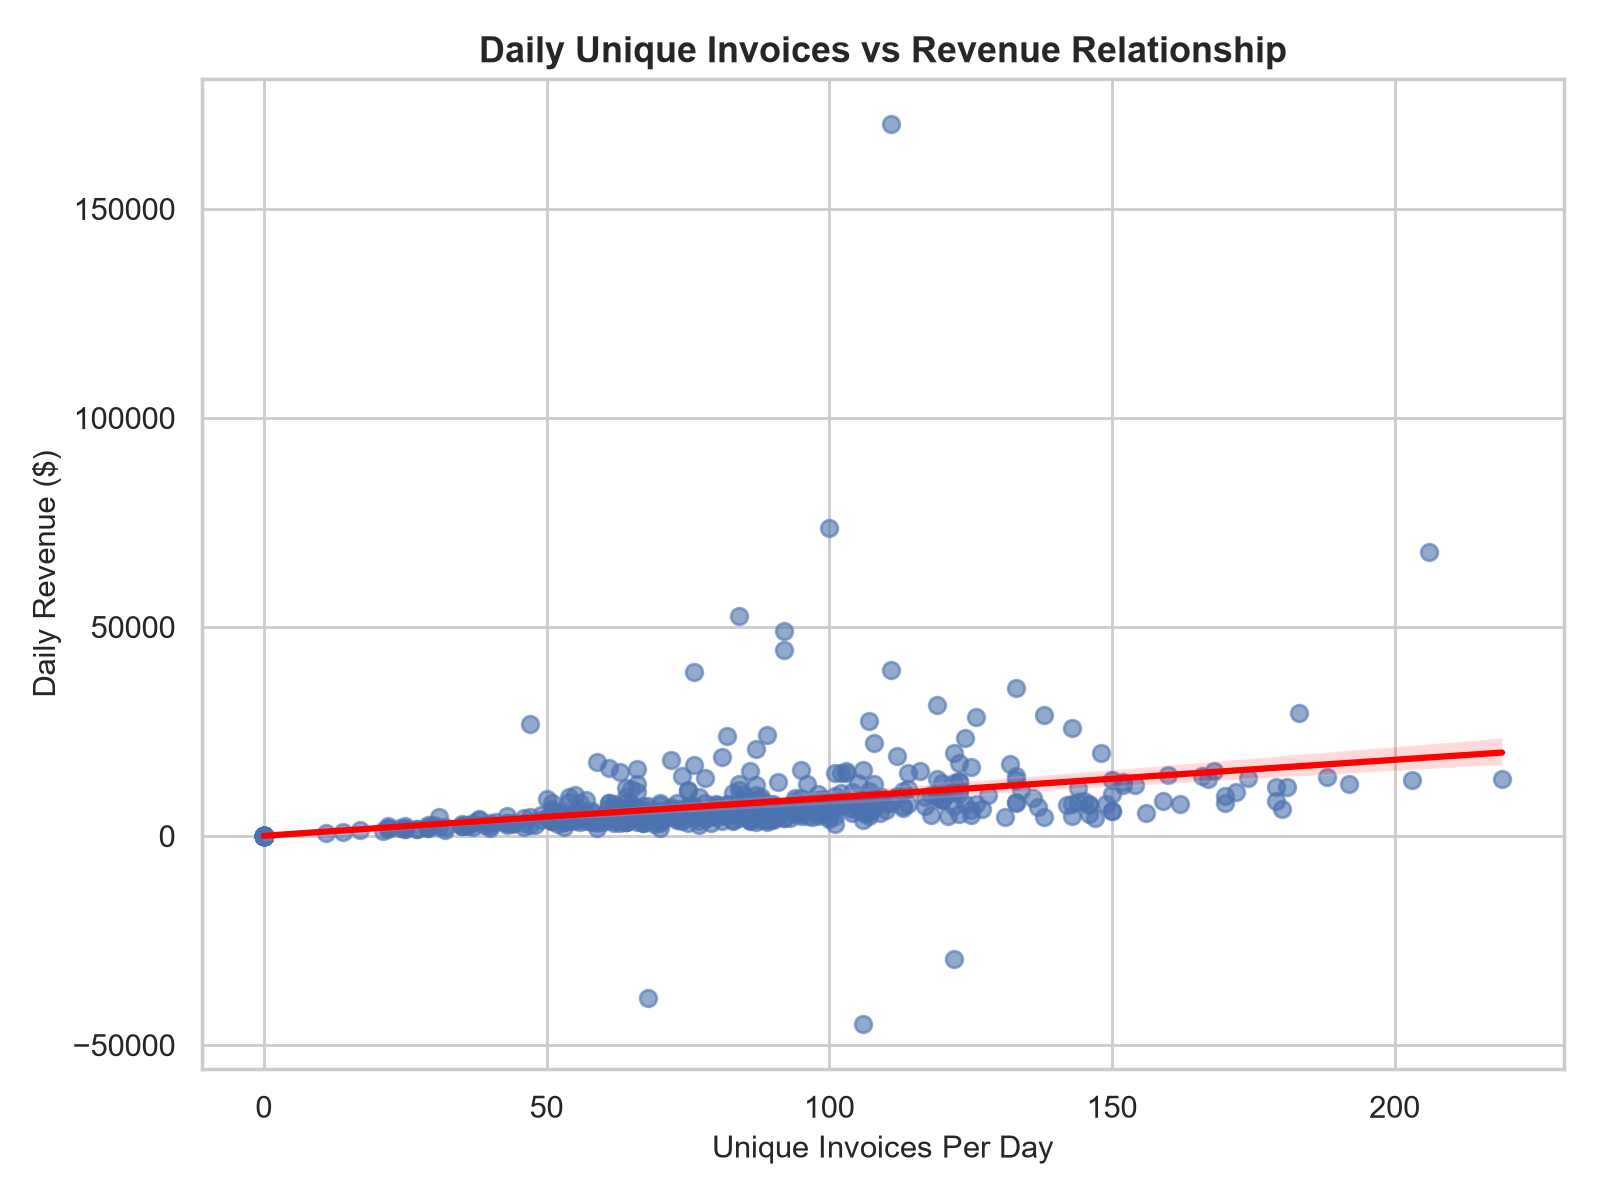 Daily Unique Invoices vs Revenue Relationship
150000
100000
50000
0
−50000
Daily Revenue ($)
0 50 100 150 200
Unique Invoices Per Day